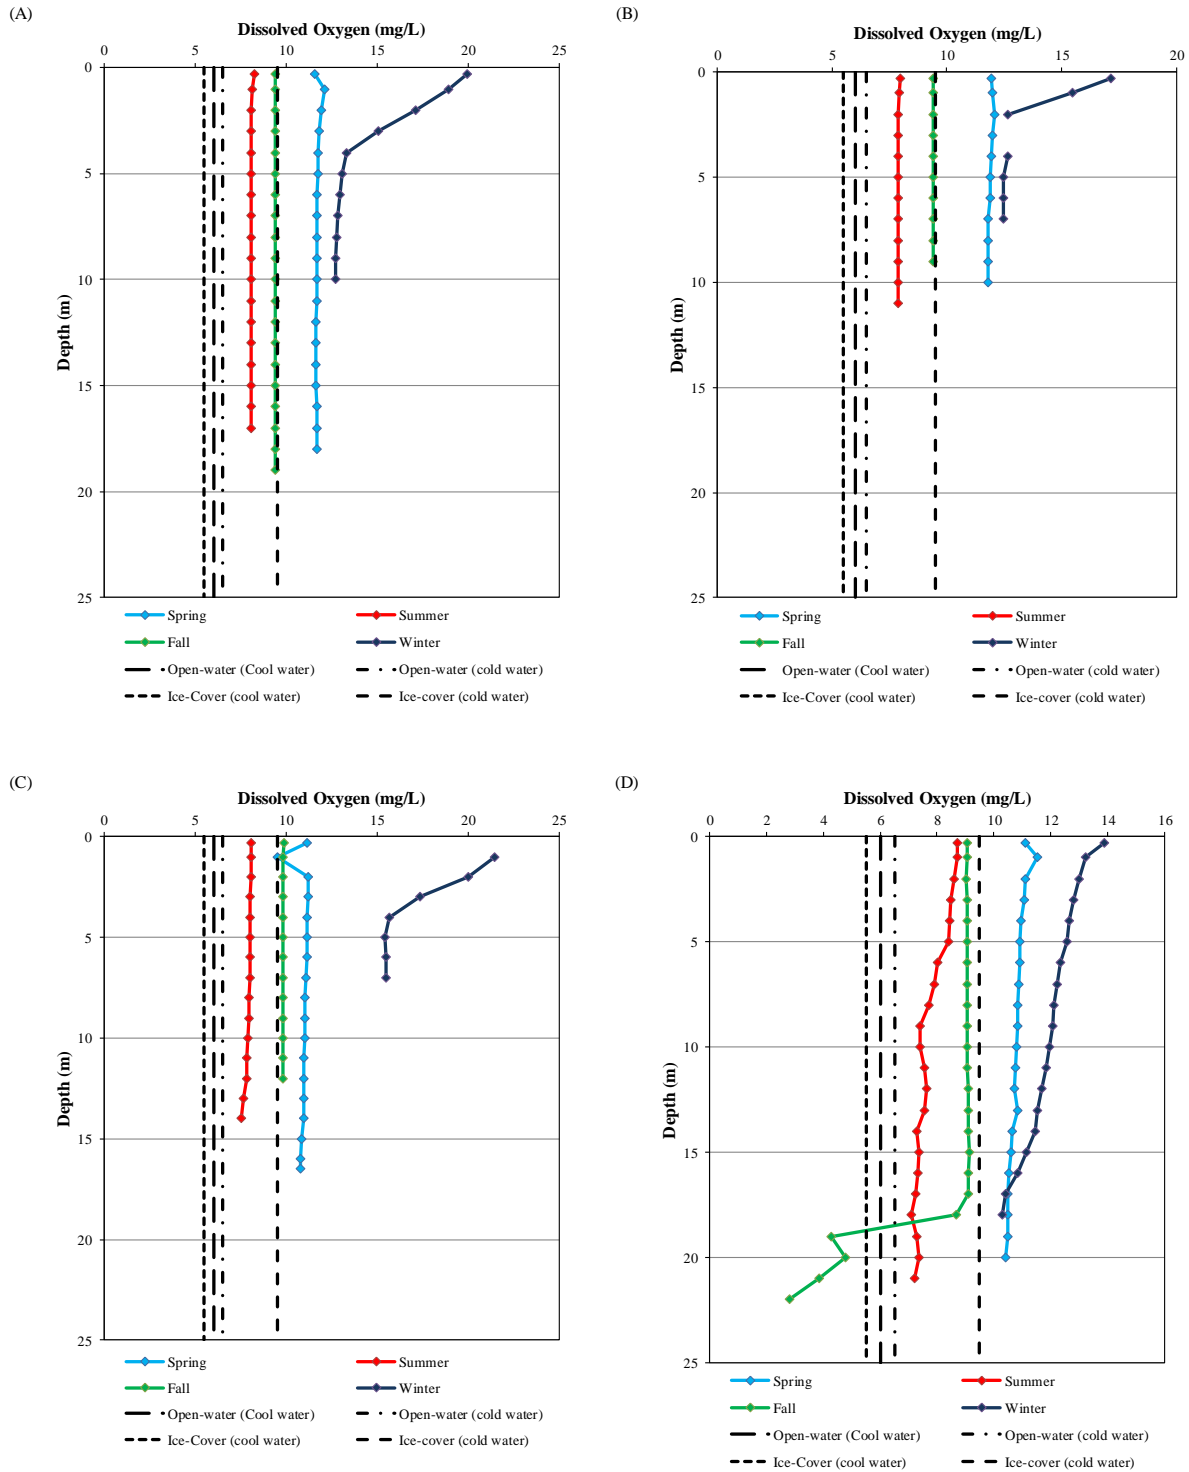 (A)
Dissolved Oxygen (mg/L)
0 5 10 15 20 25
0
5
10
15
20
25
Depth (m)
Spring Summer
Fall Winter
Open-water (Cool water) Open-water (cold water)
Ice-Cover (cool water) Ice-cover (cold water)
(B)
Dissolved Oxygen (mg/L)
0 5 10 15 20
0
5
10
15
20
25
Depth (m)
Spring Summer
Fall Winter
Open-water (Cool water) Open-water (cold water)
Ice-Cover (cool water) Ice-cover (cold water)
(C)
Dissolved Oxygen (mg/L)
0 5 10 15 20 25
0
5
10
15
20
25
Depth (m)
Spring Summer
Fall Winter
Open-water (Cool water) Open-water (cold water)
Ice-Cover (cool water) Ice-cover (cold water)
(D)
Dissolved Oxygen (mg/L)
0 2 4 6 8 10 12 14 16
0
5
10
15
20
25
Depth (m)
Spring Summer
Fall Winter
Open-water (Cool water) Open-water (cold water)
Ice-Cover (cool water) Ice-cover (cold water)